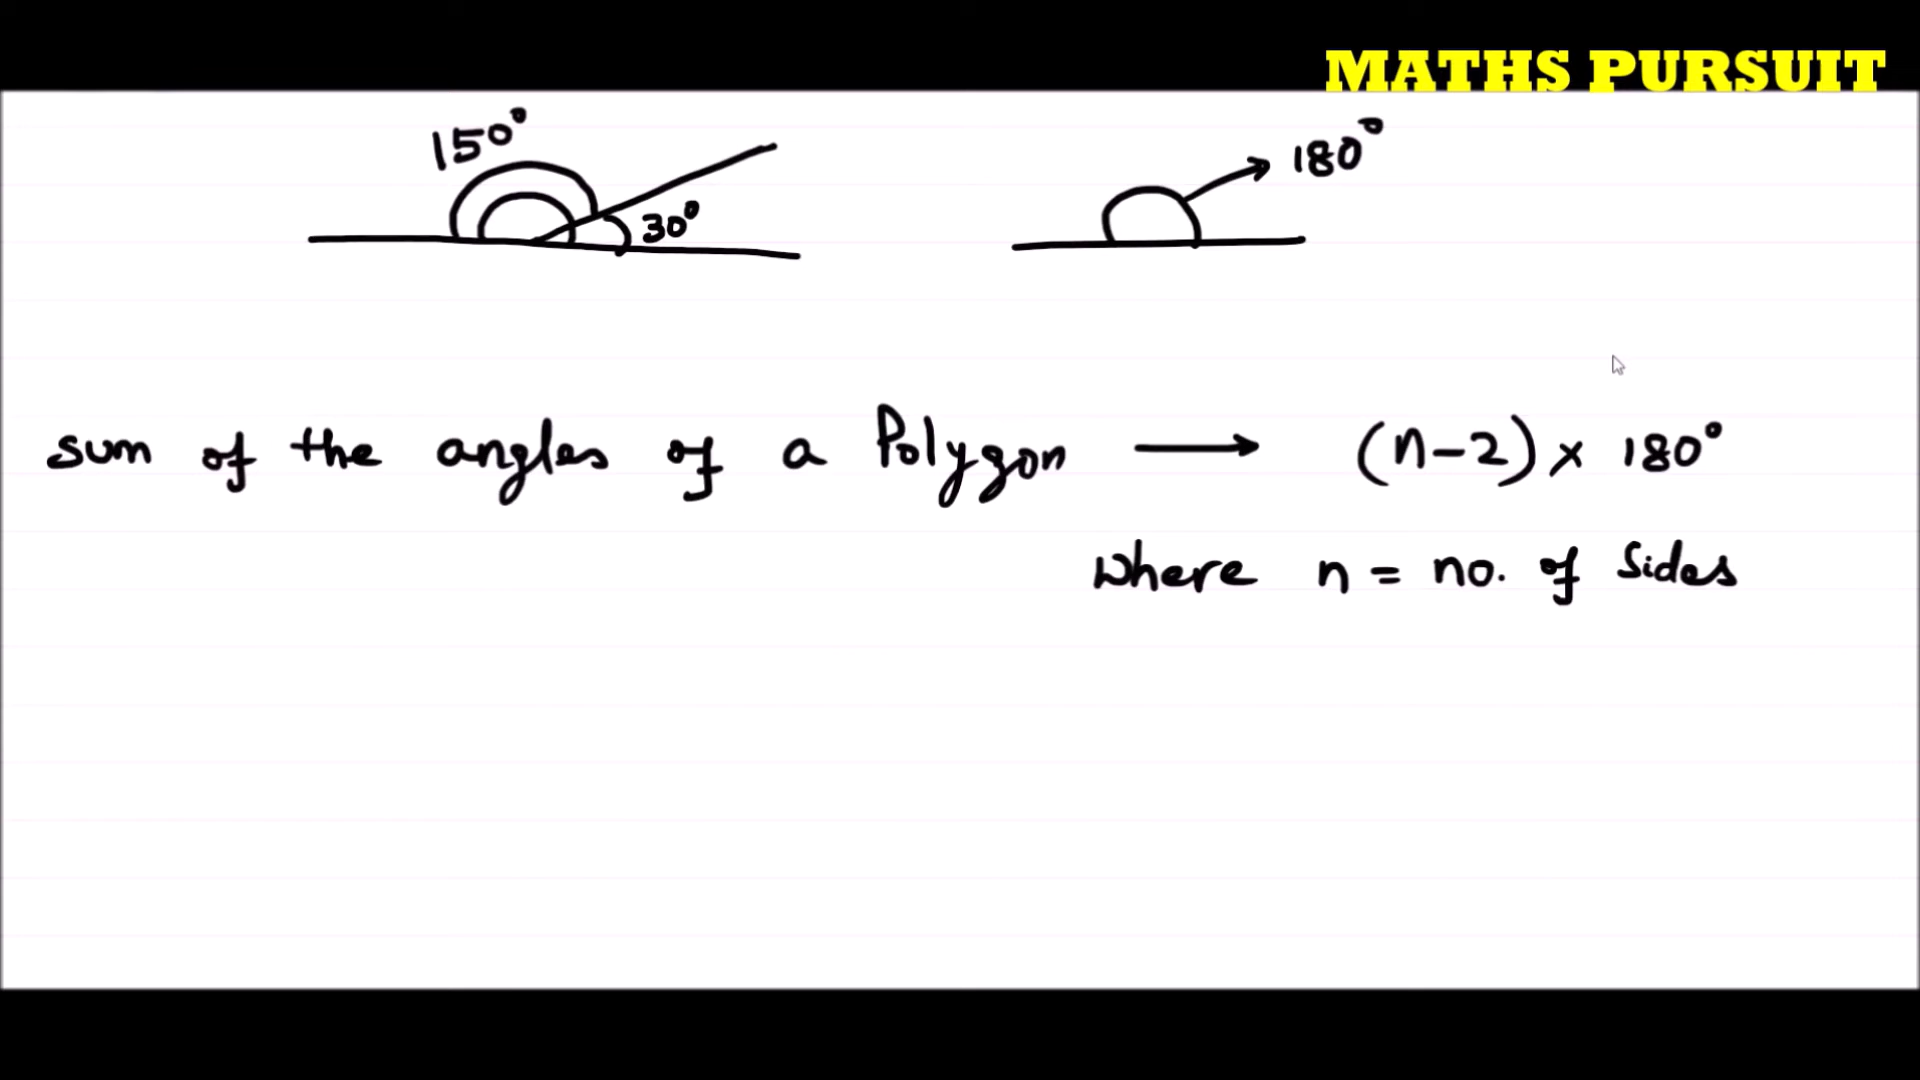 MATHS PURSUIT
150°
30°
180°
sum of the angles of a Polygon → (n-2) × 180°
where n = no. of sides